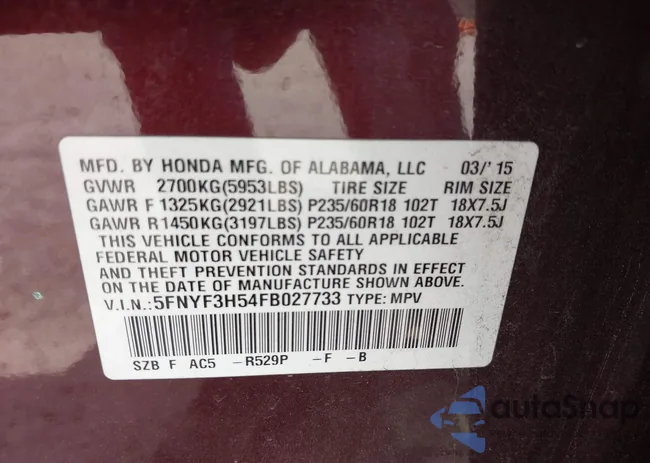 MFD. BY HONDA MFG. OF ALABAMA, LLC 03/'15
GVWR 2700KG(5953LBS) TIRE SIZE RIM SIZE
GAWR F 1325KG(2921LBS) P235/60R18 102T 18X7.5J
GAWR R1450KG(3197LBS) P235/60R18 102T 18X7.5J
THIS VEHICLE CONFORMS TO ALL APPLICABLE
FEDERAL MOTOR VEHICLE SAFETY
AND THEFT PREVENTION STANDARDS IN EFFECT
ON THE DATE OF MANUFACTURE SHOWN ABOVE.
V.I.N.:5FNYF3H54FB027733 TYPE: MPV
SZB F AC5 -R529P -F -B
autoSnap